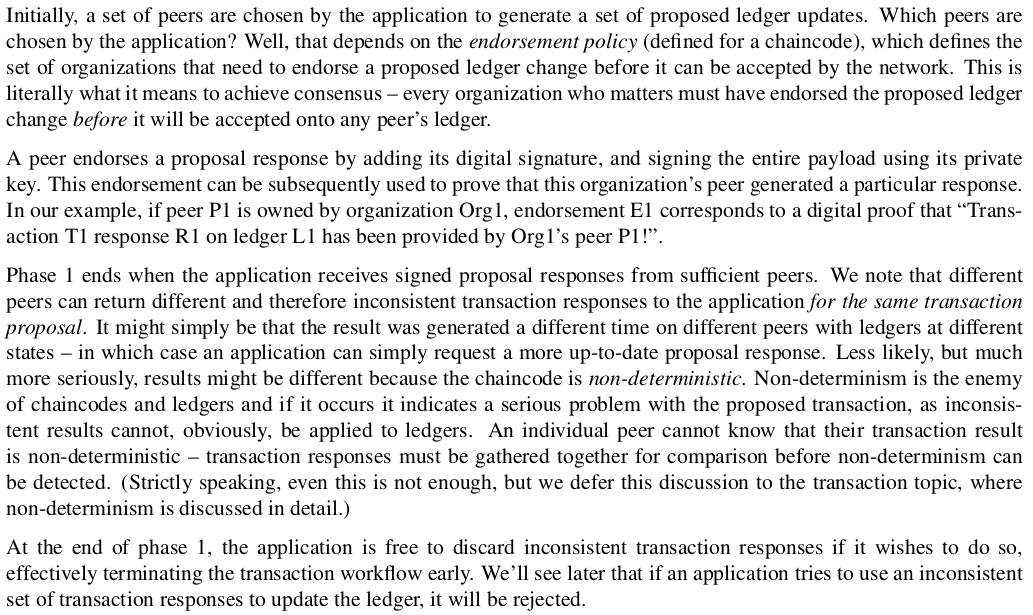 Initially, a set of peers are chosen by the application to generate a set of proposed ledger updates. Which peers are
chosen by the application? Well, that depends on the endorsement policy (defined for a chaincode), which defines the
set of organizations that need to endorse a proposed ledger change before it can be accepted by the network. This is
literally what it means to achieve consensus – every organization who matters must have endorsed the proposed ledger
change before it will be accepted onto any peer's ledger.
A peer endorses a proposal response by adding its digital signature, and signing the entire payload using its private
key. This endorsement can be subsequently used to prove that this organization's peer generated a particular response.
In our example, if peer P1 is owned by organization Org1, endorsement E1 corresponds to a digital proof that “Trans-
action T1 response R1 on ledger L1 has been provided by Org1's peer P1!”.
Phase 1 ends when the application receives signed proposal responses from sufficient peers. We note that different
peers can return different and therefore inconsistent transaction responses to the application for the same transaction
proposal. It might simply be that the result was generated a different time on different peers with ledgers at different
states – in which case an application can simply request a more up-to-date proposal response. Less likely, but much
more seriously, results might be different because the chaincode is non-deterministic. Non-determinism is the enemy
of chaincodes and ledgers and if it occurs it indicates a serious problem with the proposed transaction, as inconsis-
tent results cannot, obviously, be applied to ledgers. An individual peer cannot know that their transaction result
is non-deterministic – transaction responses must be gathered together for comparison before non-determinism can
be detected. (Strictly speaking, even this is not enough, but we defer this discussion to the transaction topic, where
non-determinism is discussed in detail.)
At the end of phase 1, the application is free to discard inconsistent transaction responses if it wishes to do so,
effectively terminating the transaction workflow early. We'll see later that if an application tries to use an inconsistent
set of transaction responses to update the ledger, it will be rejected.